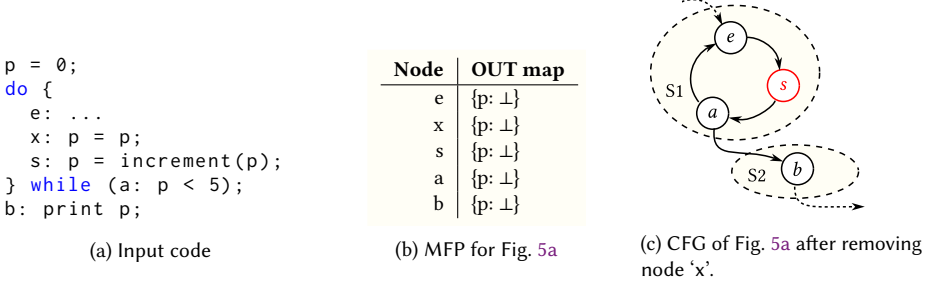 p = 0;
do {
e: ...
x: p = p;
s: p = increment(p);
} while (a: p < 5);
b: print p;
(a) Input code
Node OUT map
e {p: ⊥}
x {p: ⊥}
s {p: ⊥}
a {p: ⊥}
b {p: ⊥}
(b) MFP for Fig. 5a
e
s
S1
a
S2
b
(c) CFG of Fig. 5a after removing
node ‘x’.